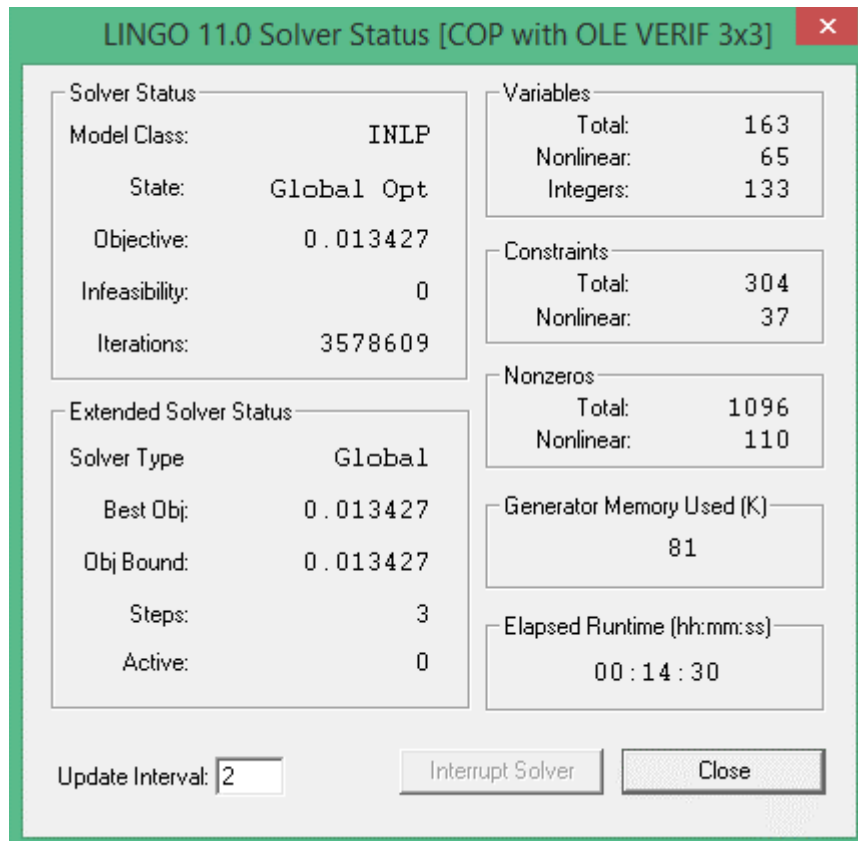 LINGO 11.0 Solver Status [COP with OLE VERIF 3x3]
Solver Status
Model Class: INLP
State: Global Opt
Objective: 0.013427
Infeasibility: 0
Iterations: 3578609
Extended Solver Status
Solver Type Global
Best Obj: 0.013427
Obj Bound: 0.013427
Steps: 3
Active: 0
Variables
Total: 163
Nonlinear: 65
Integers: 133
Constraints
Total: 304
Nonlinear: 37
Nonzeros
Total: 1096
Nonlinear: 110
Generator Memory Used (K)
81
Elapsed Runtime (hh:mm:ss)
00:14:30
Update Interval: 2
Interrupt Solver
Close